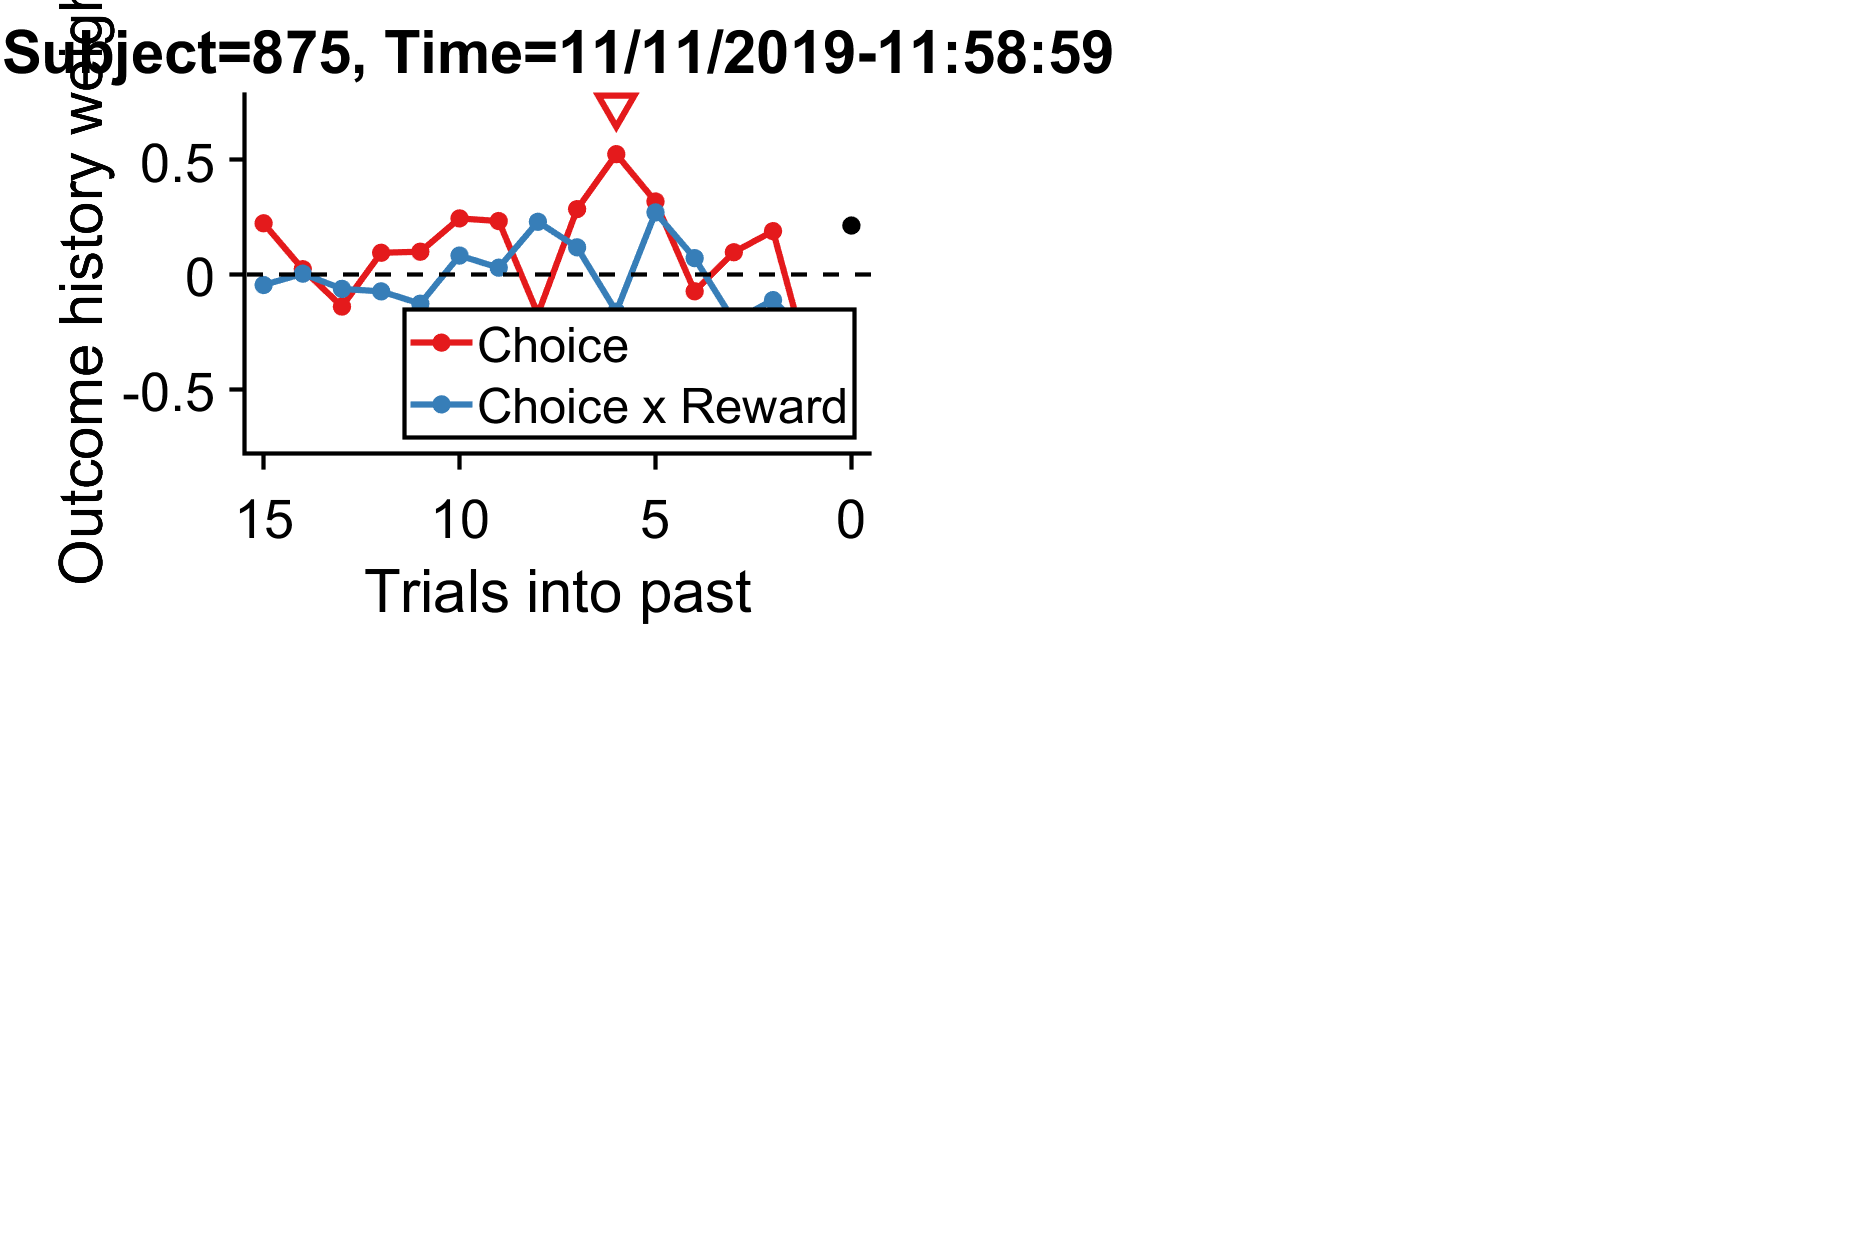 Subject=875, Time=11/11/2019-11:58:59
Outcome history weigh
0.5
0
-0.5
Choice
Choice x Reward
15 10 5 0
Trials into past